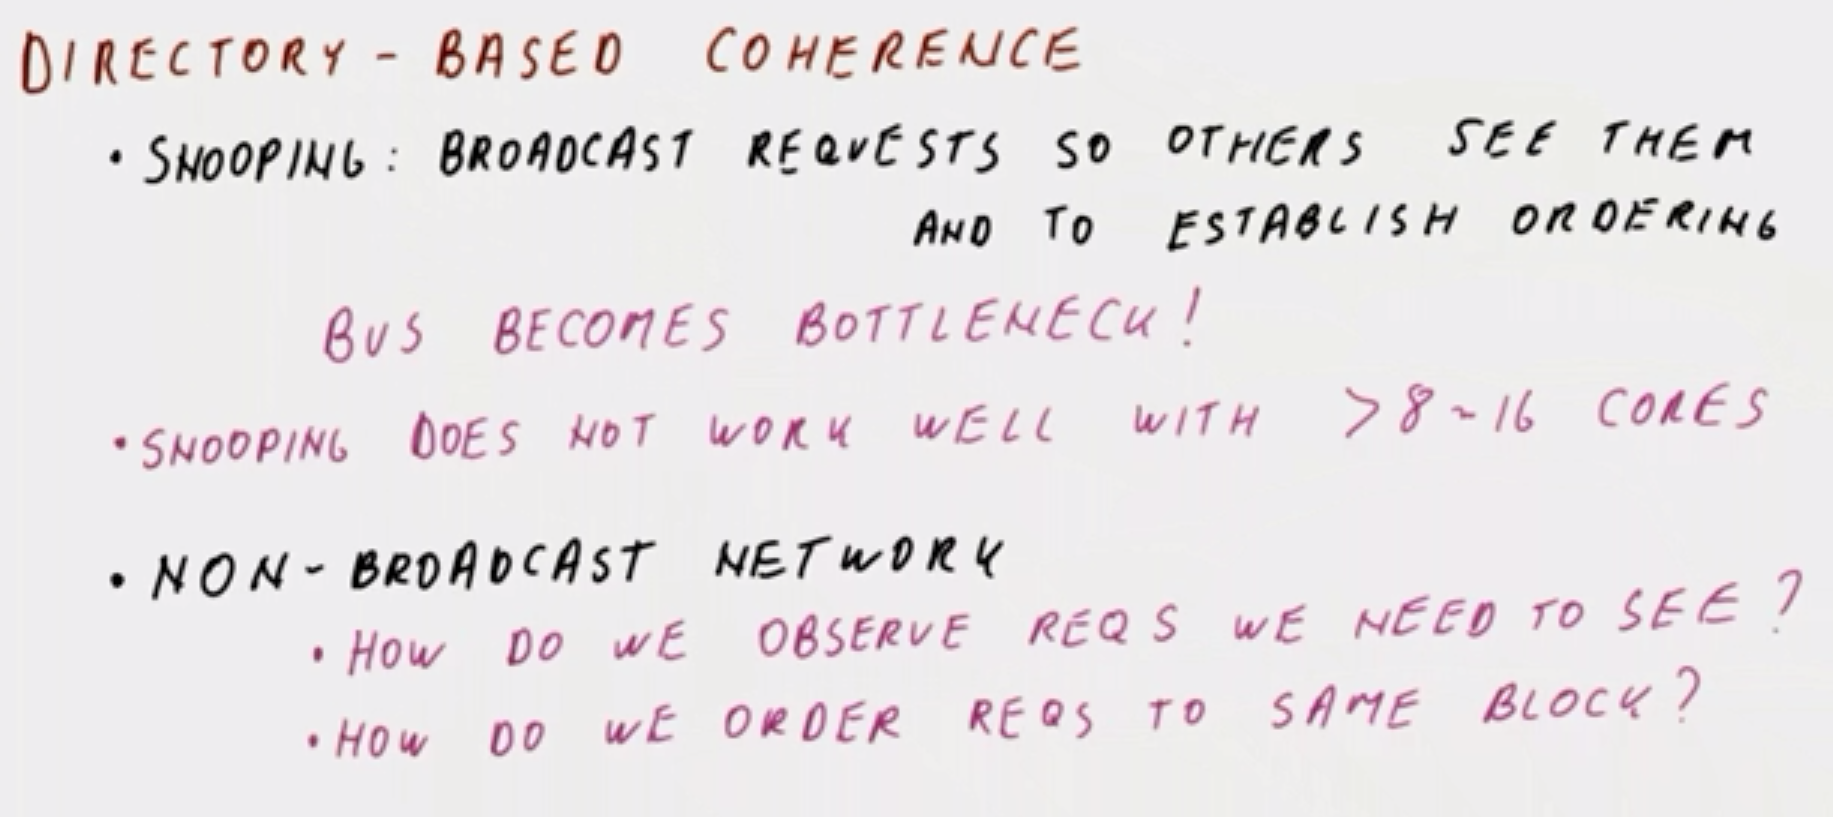 DIRECTORY - BASED COHERENCE
• SNOOPING: BROADCAST REQUESTS SO OTHERS SEE THEM
AND TO ESTABLISH ORDERING
BUS BECOMES BOTTLENECK!
• SNOOPING DOES NOT WORK WELL WITH > 8 ~ 16 CORES
• NON-BROADCAST NETWORK
• HOW DO WE OBSERVE REQS WE NEED TO SEE?
• HOW DO WE ORDER REQS TO SAME BLOCK?